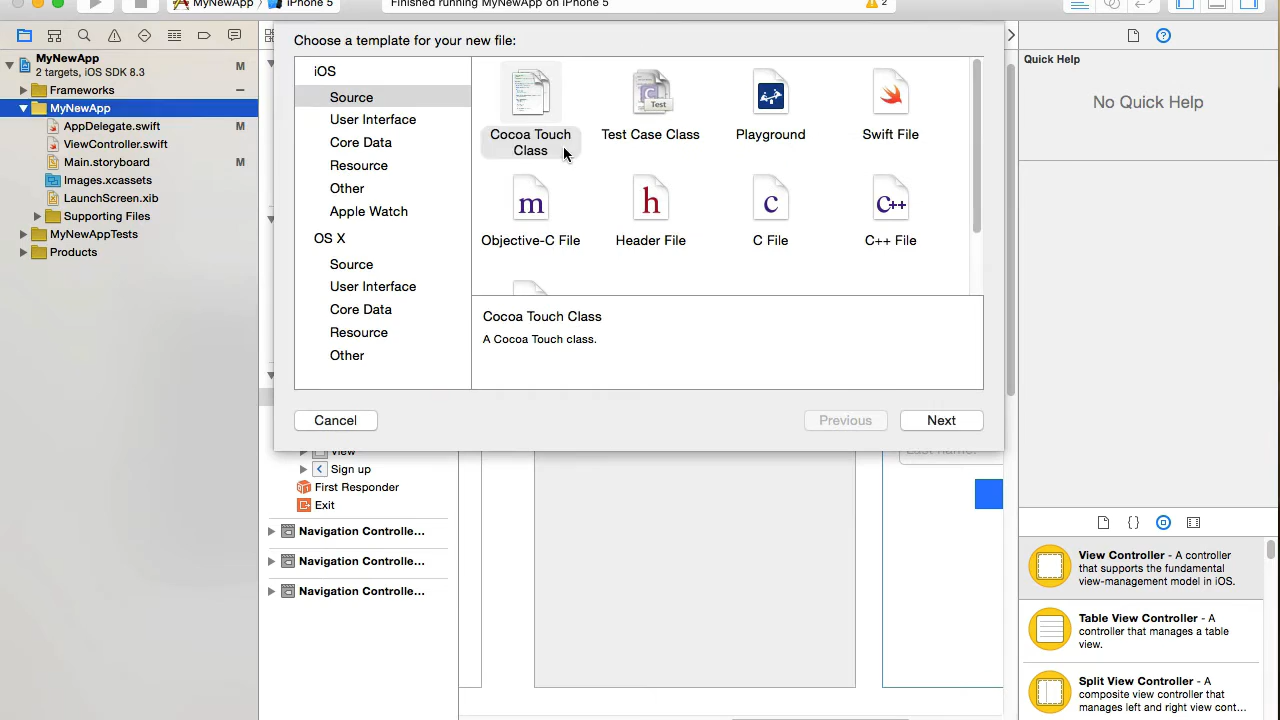 MyNewApp
iPhone 5
Finished running MyNewApp on iPhone 5
2
MyNewApp
2 targets, iOS SDK 8.3
M
Frameworks
MyNewApp
AppDelegate.swift
M
ViewController.swift
Main.storyboard
M
Images.xcassets
LaunchScreen.xib
Supporting Files
MyNewAppTests
Products
Choose a template for your new file:
iOS
Source
User Interface
Core Data
Resource
Other
Apple Watch
OS X
Source
User Interface
Core Data
Resource
Other
Cocoa Touch
Class
Test
Test Case Class
Playground
Swift File
m
Objective-C File
h
Header File
c
C File
C++
C++ File
Cocoa Touch Class
A Cocoa Touch class.
Cancel
Previous
Next
View
Sign up
First Responder
Exit
Navigation Controlle...
Navigation Controlle...
Navigation Controlle...
Last name:
Quick Help
No Quick Help
View Controller - A controller
that supports the fundamental
view-management model in iOS.
Table View Controller - A
controller that manages a table
view.
Split View Controller - A
composite view controller that
manages left and right view cont...